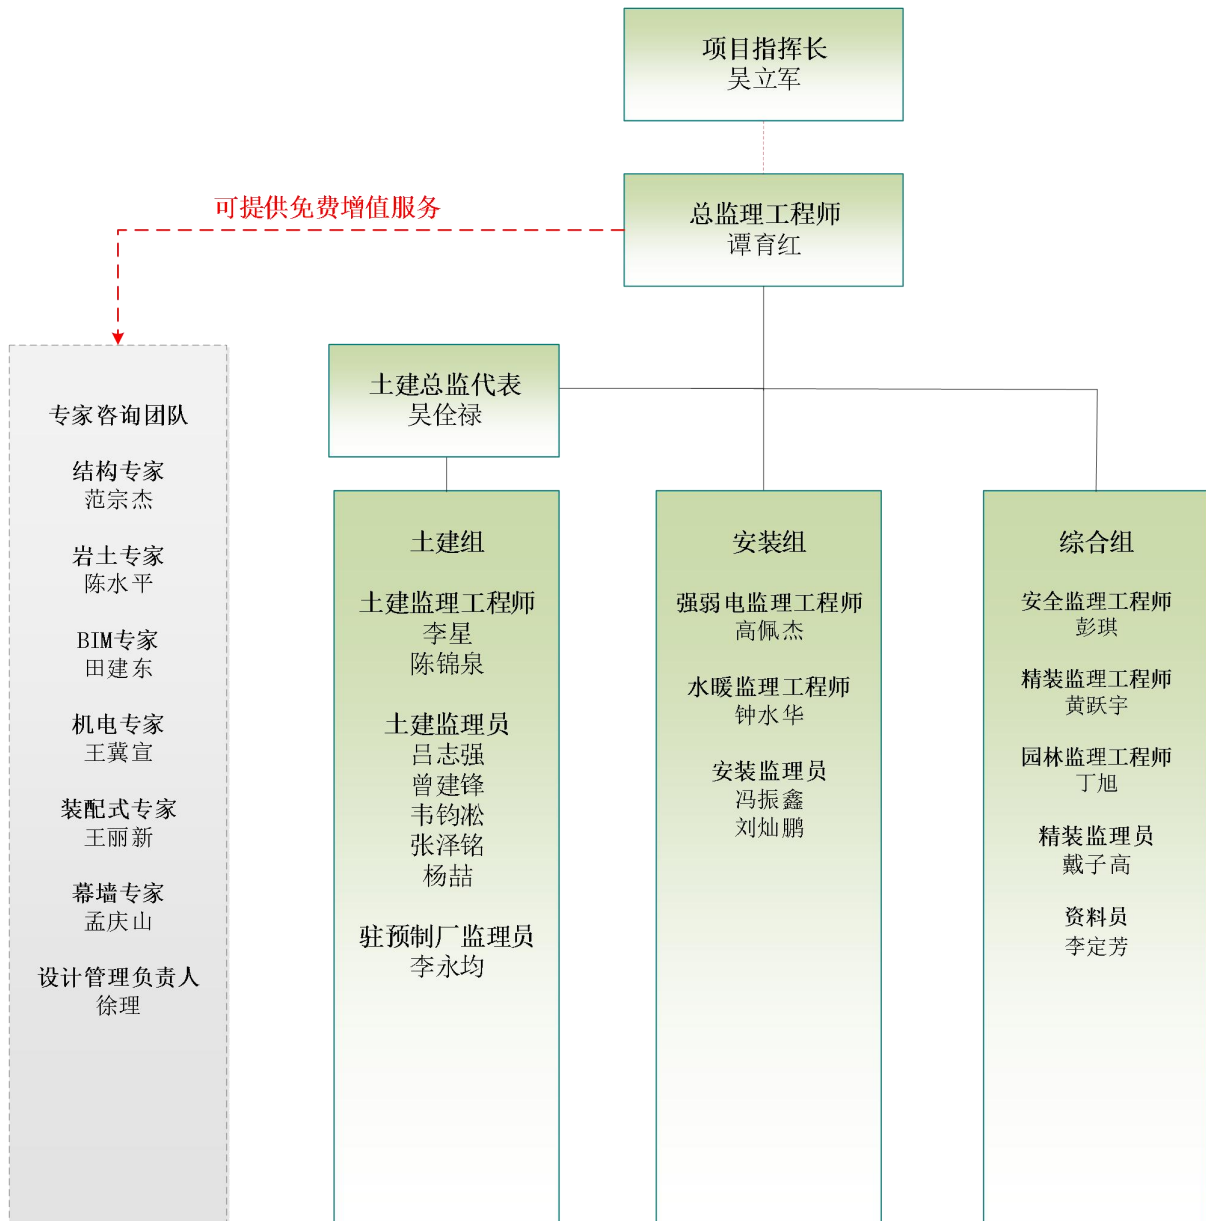 项目指挥长
吴立军
总监理工程师
谭育红
可提供免费增值服务
土建总监代表
吴佺禄
专家咨询团队
结构专家
范宗杰
岩土专家
陈水平
BIM专家
田建东
机电专家
王冀宣
装配式专家
王丽新
幕墙专家
孟庆山
设计管理负责人
徐理
土建组
土建监理工程师
李星
陈锦泉
土建监理员
吕志强
曾建锋
韦钧凇
张泽铭
杨喆
驻预制厂监理员
李永均
安装组
强弱电监理工程师
高佩杰
水暖监理工程师
钟水华
安装监理员
冯振鑫
刘灿鹏
综合组
安全监理工程师
彭琪
精装监理工程师
黄跃宇
园林监理工程师
丁旭
精装监理员
戴子高
资料员
李定芳